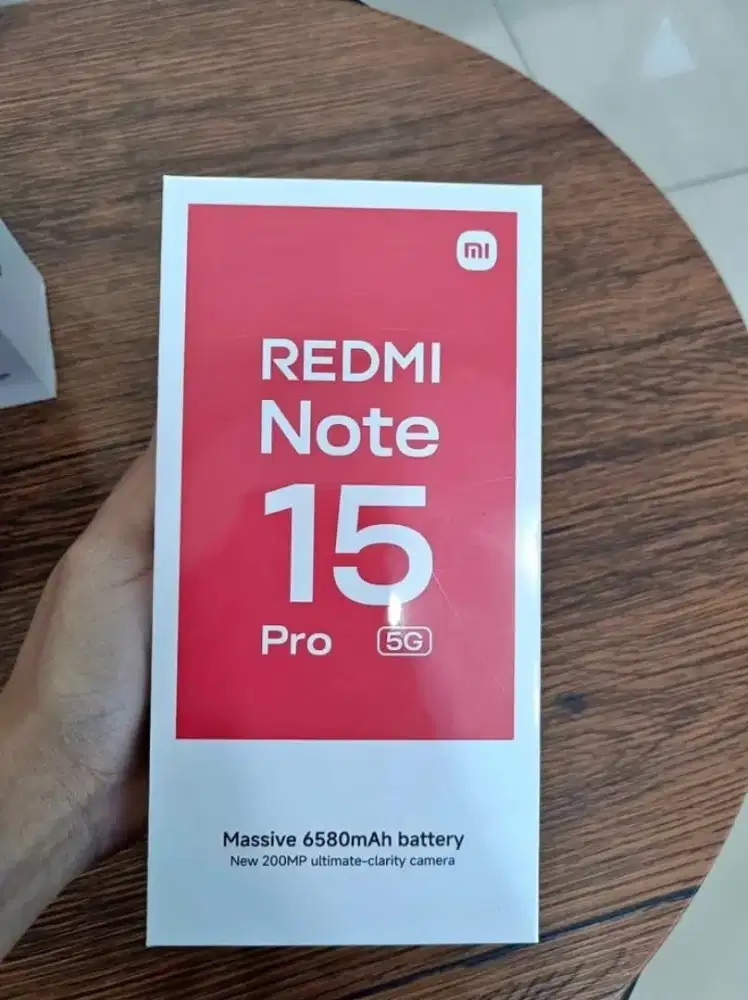 mi
REDMI
Note
15
Pro 5G
Massive 6580mAh battery
New 200MP ultimate-clarity camera